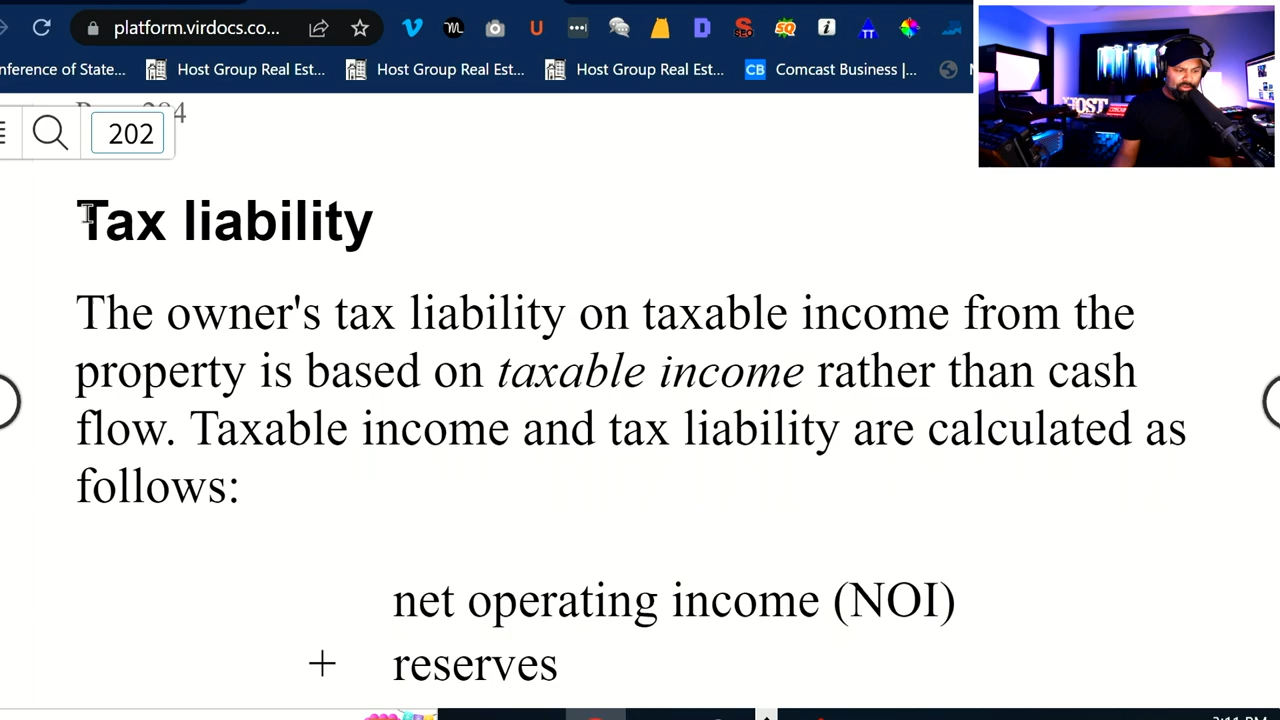 platform.virdocs.co...
nference of State...
Host Group Real Est...
Host Group Real Est...
Host Group Real Est...
CB Comcast Business |...
HOST
202
Tax liability
The owner's tax liability on taxable income from the
property is based on taxable income rather than cash
flow. Taxable income and tax liability are calculated as
follows:
net operating income (NOI)
+ reserves